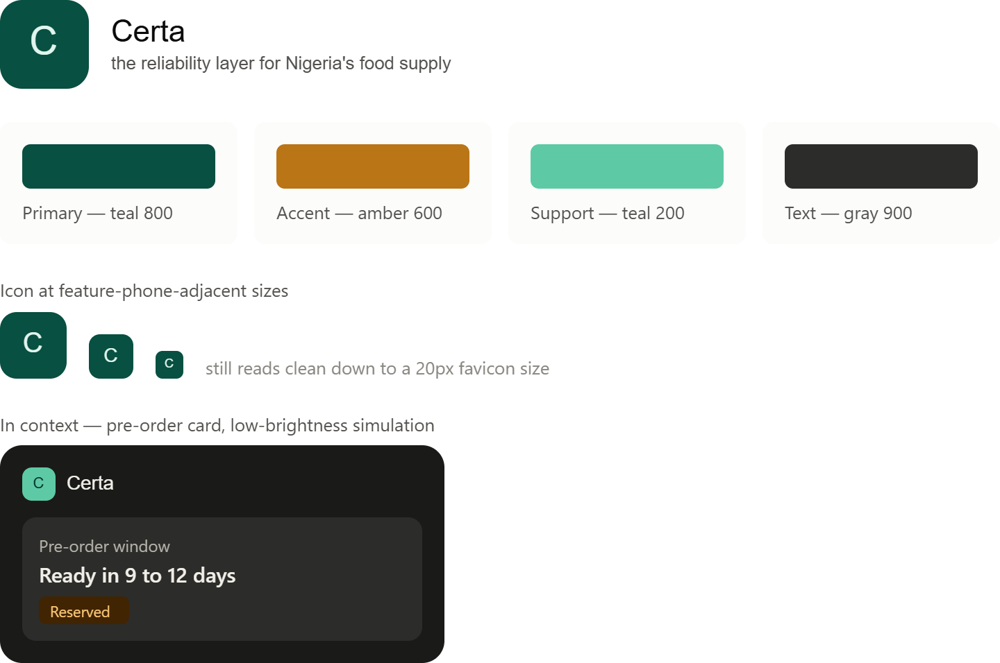 C
Certa
the reliability layer for Nigeria's food supply
Primary — teal 800
Accent — amber 600
Support — teal 200
Text — gray 900
Icon at feature-phone-adjacent sizes
C
C
C
still reads clean down to a 20px favicon size
In context — pre-order card, low-brightness simulation
C
Certa
Pre-order window
Ready in 9 to 12 days
Reserved